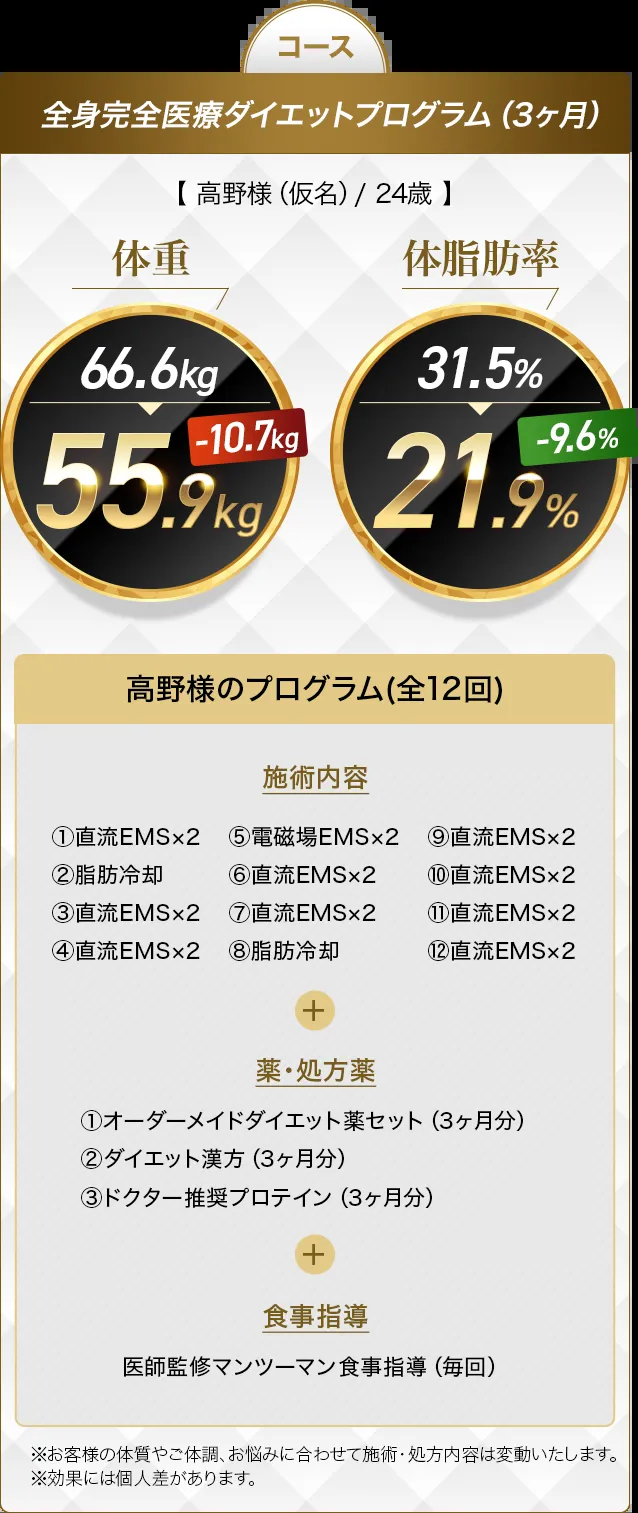 コース
全身完全医療ダイエットプログラム（3ヶ月）
【 高野様（仮名）/ 24歳 】
体重
66.6kg
-10.7kg
55.9kg
体脂肪率
31.5%
-9.6%
21.9%
高野様のプログラム(全12回)
施術内容
①直流EMS×2
②脂肪冷却
③直流EMS×2
④直流EMS×2
⑤電磁場EMS×2
⑥直流EMS×2
⑦直流EMS×2
⑧脂肪冷却
⑨直流EMS×2
⑩直流EMS×2
⑪直流EMS×2
⑫直流EMS×2
+
薬・処方薬
①オーダーメイドダイエット薬セット（3ヶ月分）
②ダイエット漢方（3ヶ月分）
③ドクター推奨プロテイン（3ヶ月分）
+
食事指導
医師監修マンツーマン食事指導（毎回）
※お客様の体質やご体調、お悩みに合わせて施術・処方内容は変動いたします。
※効果には個人差があります。